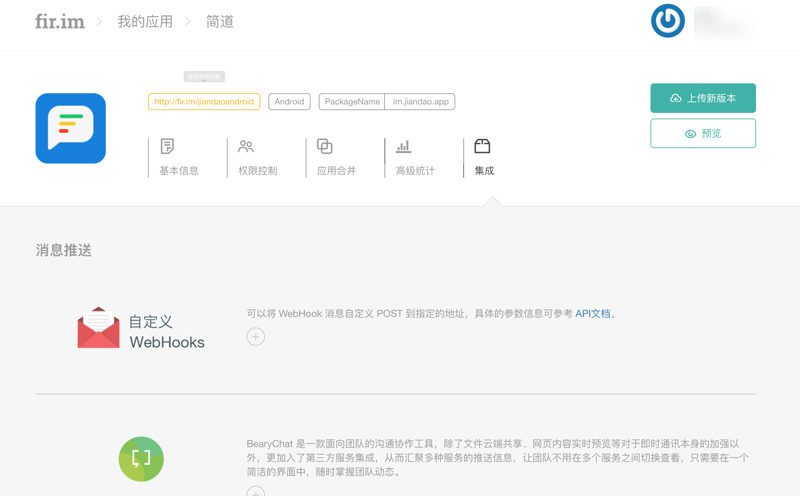 fir.im
我的应用
简道
http://fir.im/jiandaoandroid
Android
PackageName
im.jiandao.app
上传新版本
预览
基本信息
权限控制
应用合并
高级统计
集成
消息推送
自定义
WebHooks
可以将 WebHook 消息自定义 POST 到指定的地址，具体的参数信息可参考 API文档。
BearyChat 是一款面向团队的沟通协作工具，除了文件云端共享、网页内容实时预览等对于即时通讯本身的加强以
外，更加入了第三方服务集成，从而汇聚多种服务的推送信息，让团队不用在多个服务之间切换查看，只需要在一个
简洁的界面中，随时掌握团队动态。